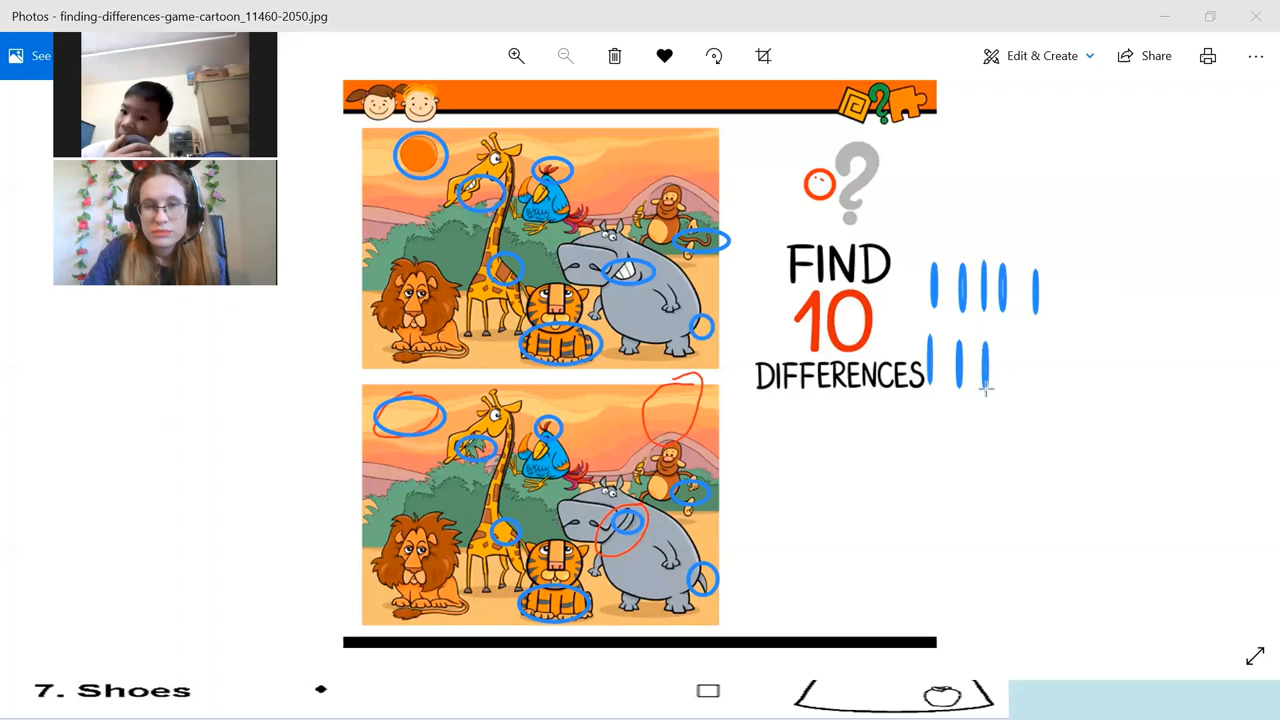 Photos - finding-differences-game-cartoon_11460-2050.jpg
See
Edit & Create
Share
?
?
FIND
10
DIFFERENCES
7. Shoes